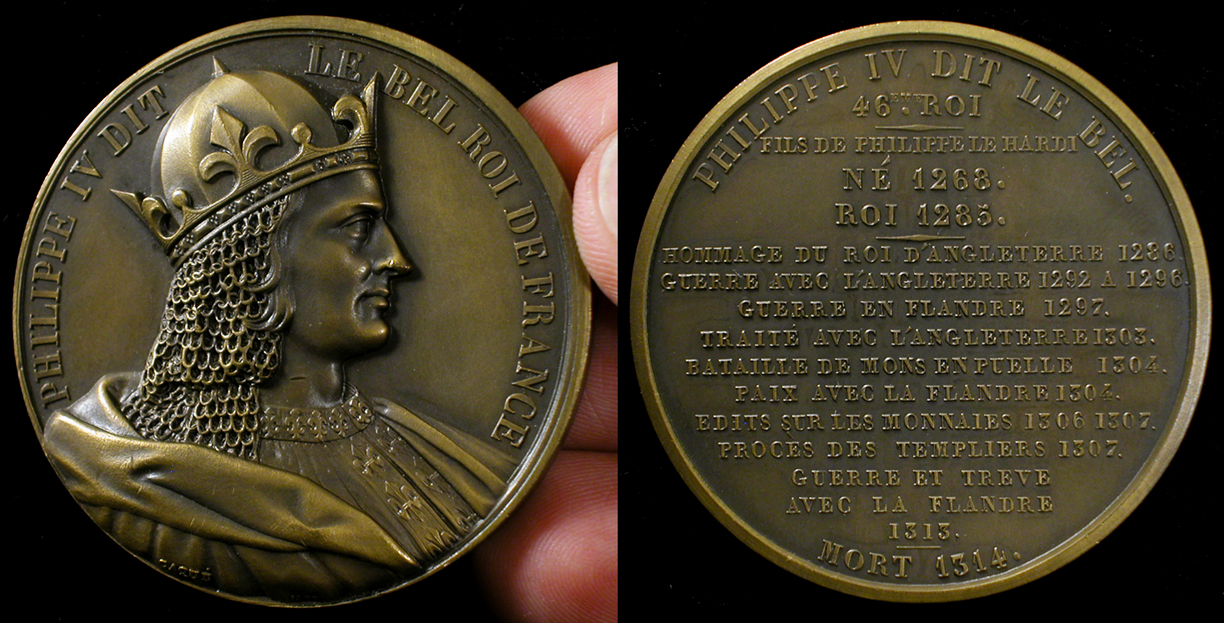 PHILIPPE IV DIT LE BEL ROI DE FRANCE
CAQUÉ
PHILIPPE IV DIT LE BEL.
46EME ROI
FILS DE PHILIPPE LE HARDI
NÉ 1268.
ROI 1285.
HOMMAGE DU ROI D'ANGLETERRE 1286.
GUERRE AVEC L'ANGLETERRE 1292 A 1296.
GUERRE EN FLANDRE 1297.
TRAITÉ AVEC L'ANGLETERRE 1303.
BATAILLE DE MONS EN PUELLE 1304.
PAIX AVEC LA FLANDRE 1304.
EDITS SUR LES MONNAIES 1306 1307.
PROCES DES TEMPLIERS 1307.
GUERRE ET TREVE
AVEC LA FLANDRE
1313.
MORT 1314.